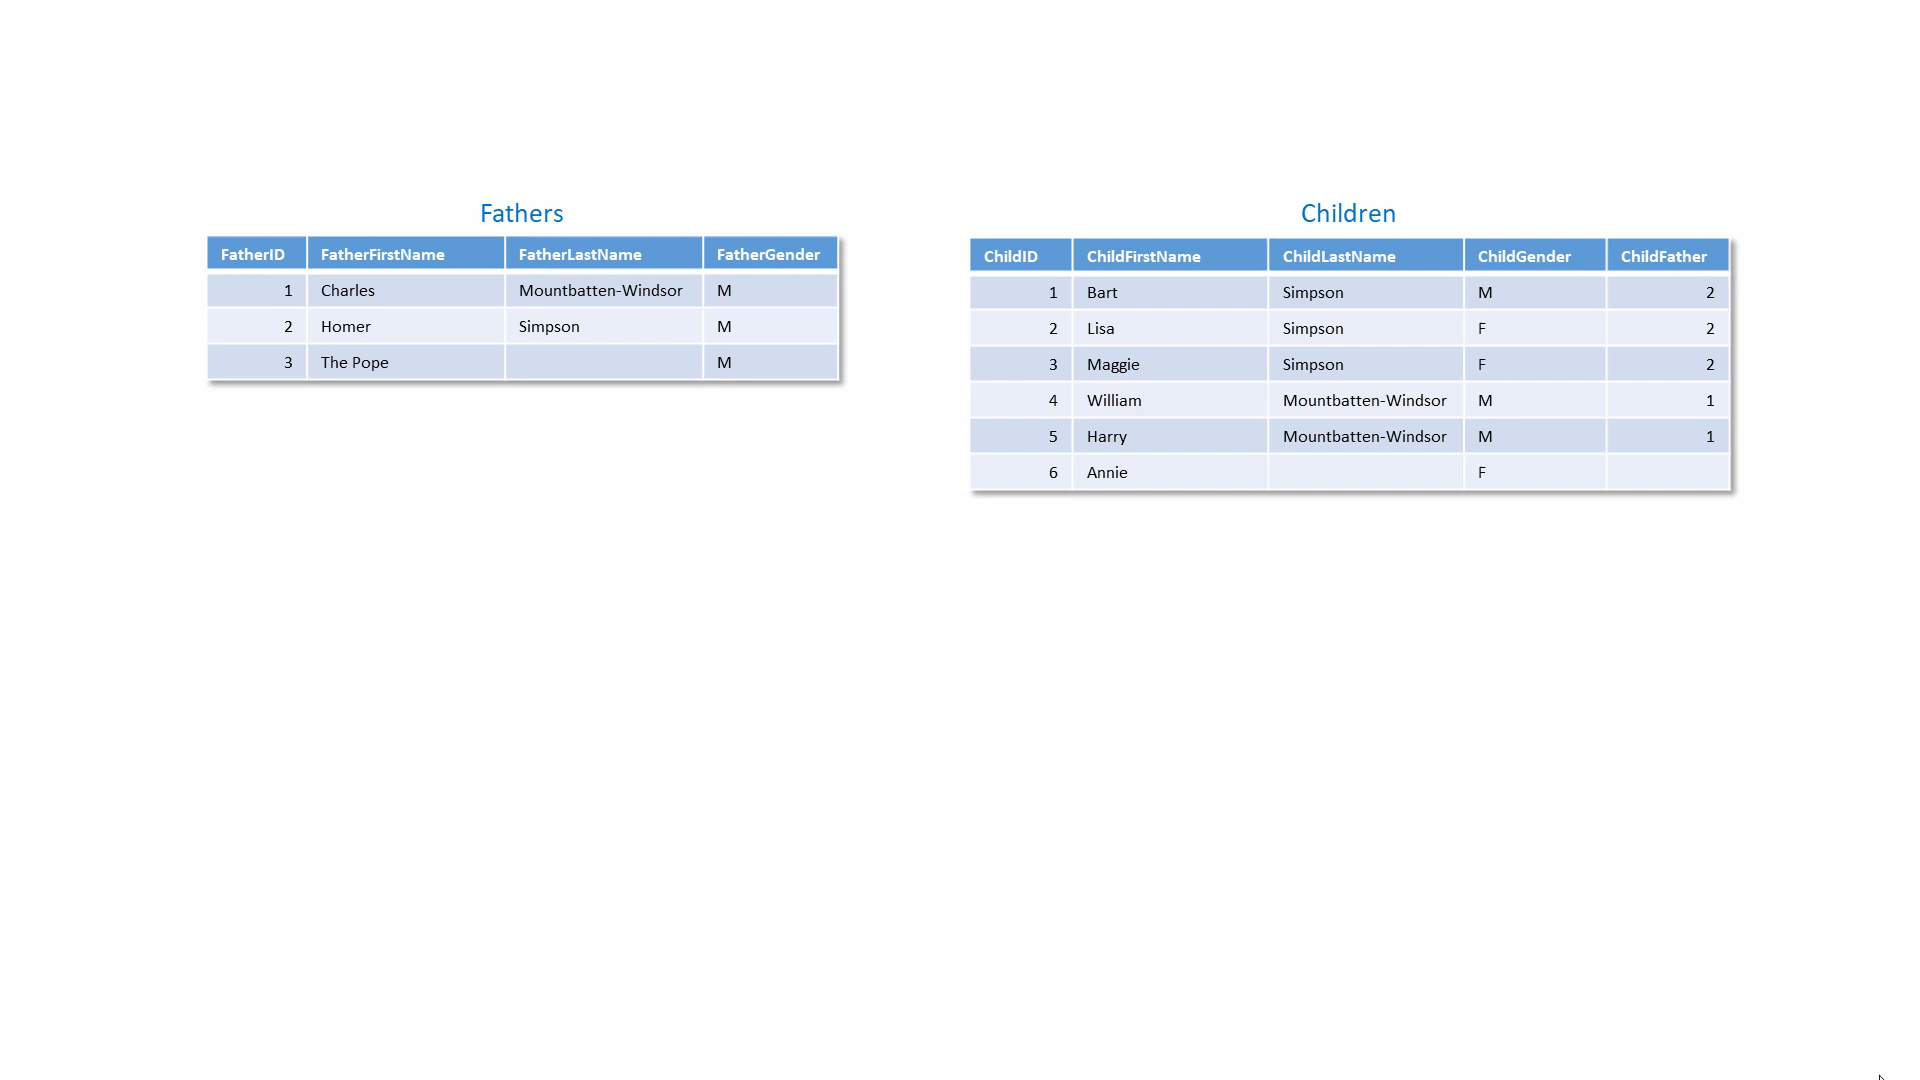 Fathers
FatherID FatherFirstName FatherLastName FatherGender
1 Charles Mountbatten-Windsor M
2 Homer Simpson M
3 The Pope M
Children
ChildID ChildFirstName ChildLastName ChildGender ChildFather
1 Bart Simpson M 2
2 Lisa Simpson F 2
3 Maggie Simpson F 2
4 William Mountbatten-Windsor M 1
5 Harry Mountbatten-Windsor M 1
6 Annie F